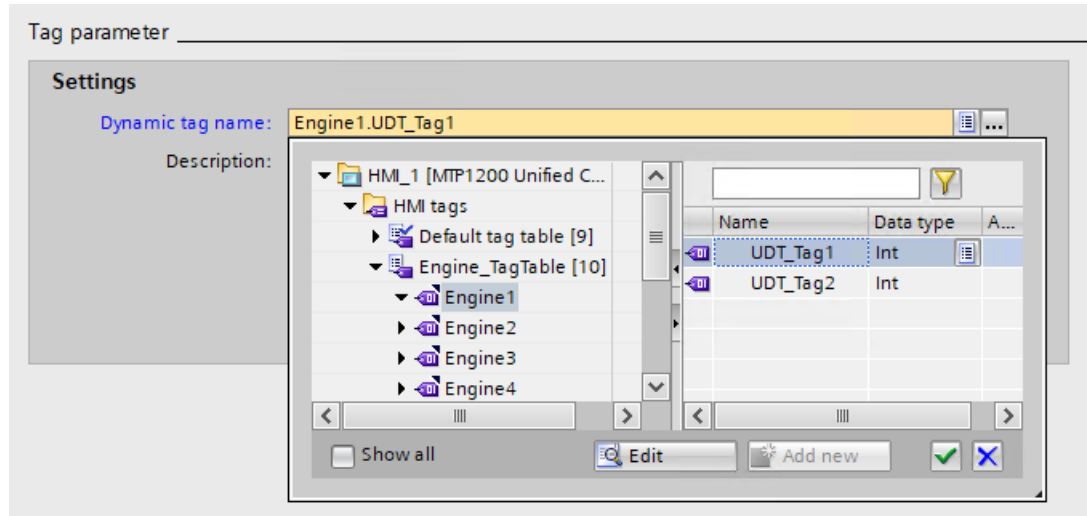 Tag parameter
Settings
Dynamic tag name: Engine1.UDT_Tag1 ...
Description:
HMI_1 [MTP1200 Unified C...
HMI tags
Default tag table [9]
Engine_TagTable [10]
Engine1
Engine2
Engine3
Engine4
Name Data type A...
UDT_Tag1 Int
UDT_Tag2 Int
Show all Edit Add new